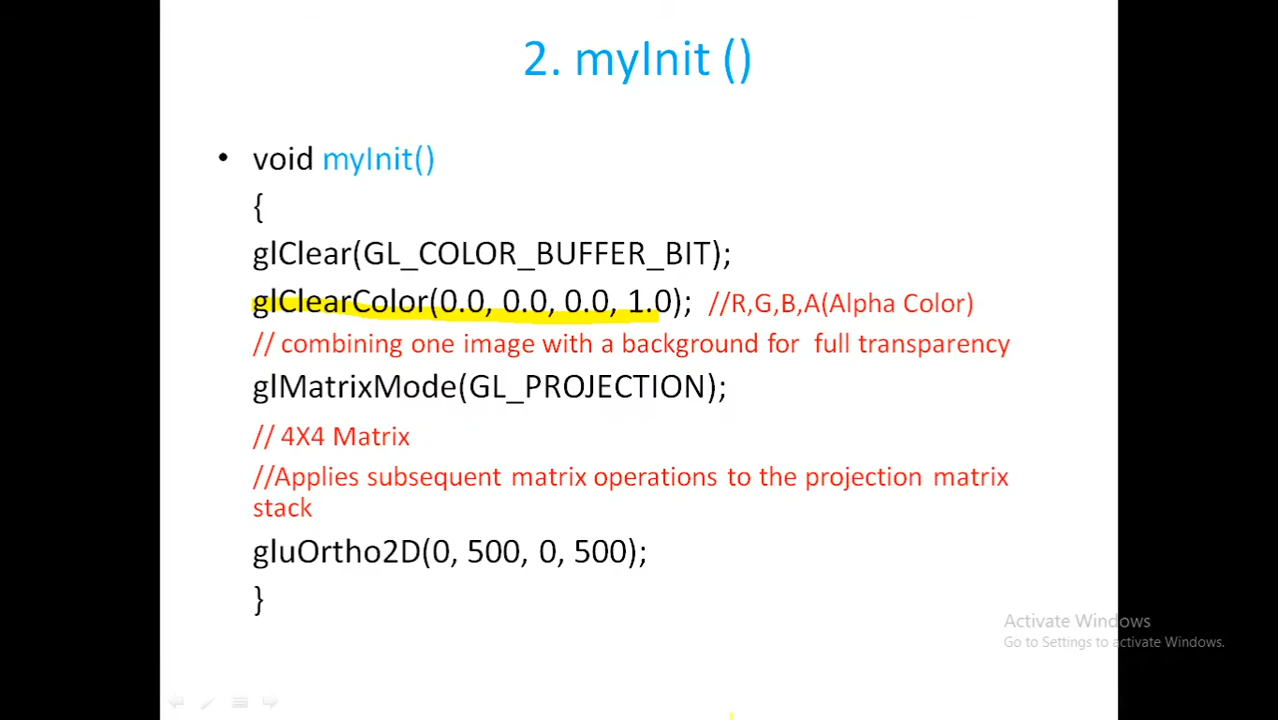 2. myInit ()
• void myInit()
{
glClear(GL_COLOR_BUFFER_BIT);
glClearColor(0.0, 0.0, 0.0, 1.0); //R,G,B,A(Alpha Color)
// combining one image with a background for full transparency
glMatrixMode(GL_PROJECTION);
// 4X4 Matrix
//Applies subsequent matrix operations to the projection matrix
stack
gluOrtho2D(0, 500, 0, 500);
}
Activate Windows
Go to Settings to activate Windows.